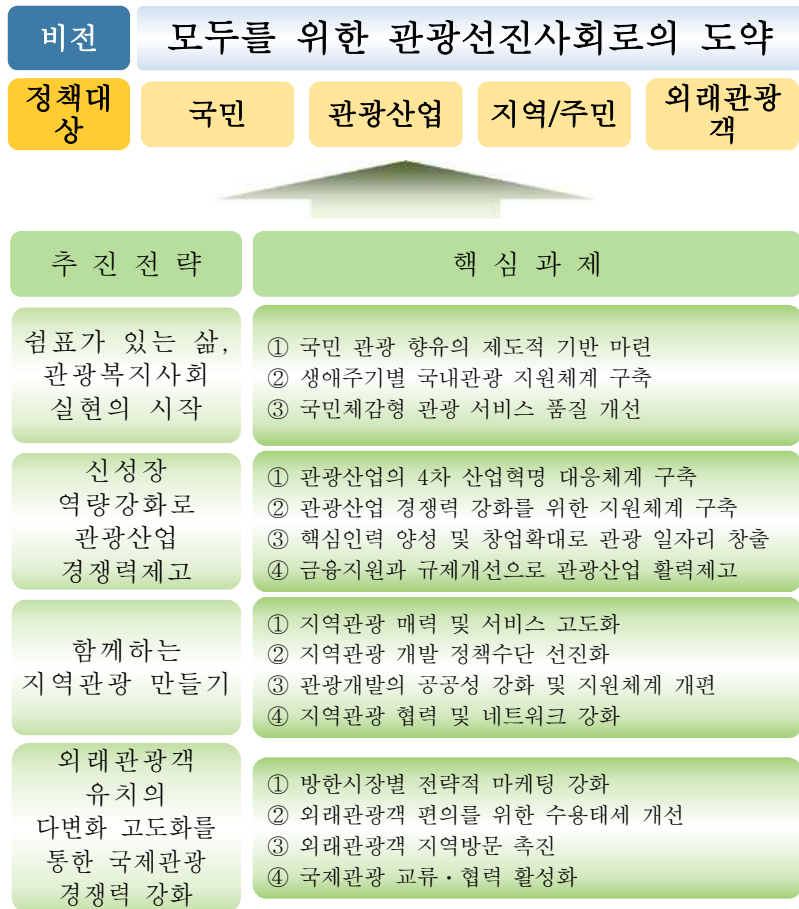 비전
모두를 위한 관광선진사회로의 도약
정책대
상
국민
관광산업
지역/주민
외래관광
객
추 진 전 략
핵 심 과 제
쉼표가 있는 삶,
관광복지사회
실현의 시작
① 국민 관광 향유의 제도적 기반 마련
② 생애주기별 국내관광 지원체계 구축
③ 국민체감형 관광 서비스 품질 개선
신성장
역량강화로
관광산업
경쟁력제고
① 관광산업의 4차 산업혁명 대응체계 구축
② 관광산업 경쟁력 강화를 위한 지원체계 구축
③ 핵심인력 양성 및 창업확대로 관광 일자리 창출
④ 금융지원과 규제개선으로 관광산업 활력제고
함께하는
지역관광 만들기
① 지역관광 매력 및 서비스 고도화
② 지역관광 개발 정책수단 선진화
③ 관광개발의 공공성 강화 및 지원체계 개편
④ 지역관광 협력 및 네트워크 강화
외래관광객
유치의
다변화 고도화를
통한 국제관광
경쟁력 강화
① 방한시장별 전략적 마케팅 강화
② 외래관광객 편의를 위한 수용태세 개선
③ 외래관광객 지역방문 촉진
④ 국제관광 교류·협력 활성화